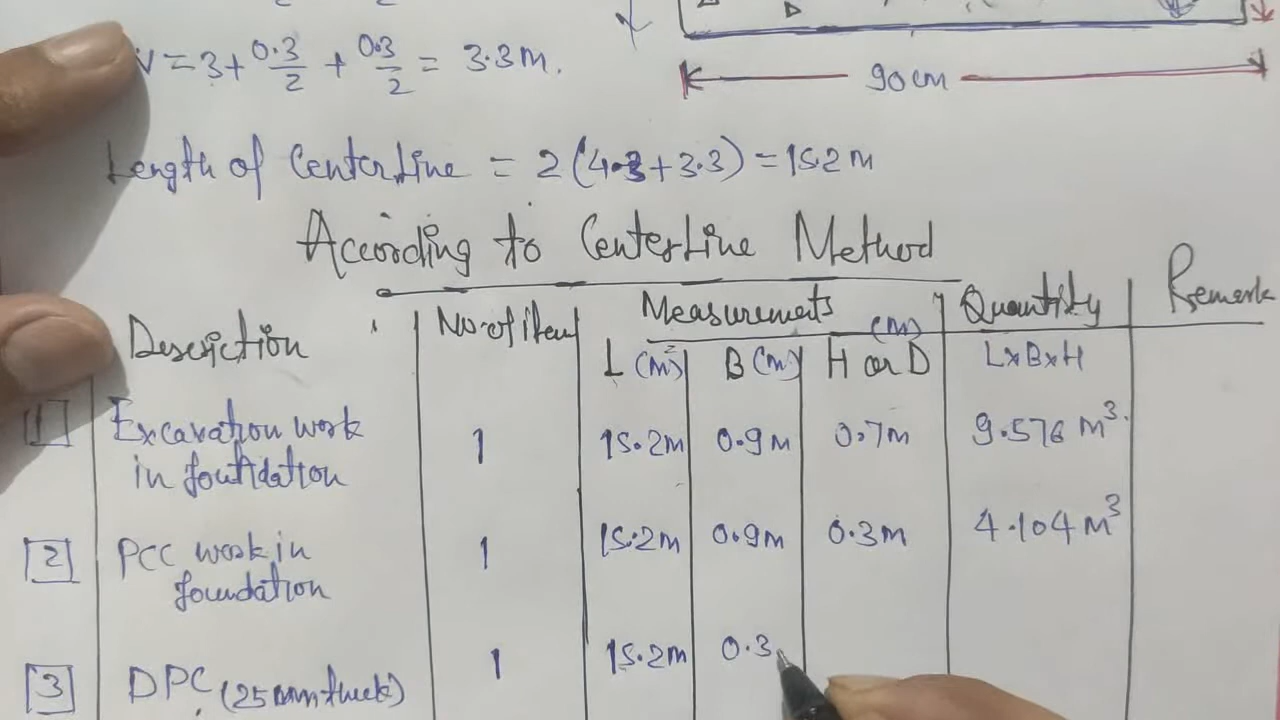 V = 3 + 0.3/2 + 0.3/2 = 3.3m.
90cm
Length of Centerline = 2(4.3+3.3) = 15.2m
According to Centerline Method
Description No. of item Measurements (m) Quantity Remark
L (m) B (m) H or D LxBxH
1 Excavation work in foundation 1 15.2m 0.9m 0.7m 9.576 m³.
2 PCC work in foundation 1 15.2m 0.9m 0.3m 4.104 m³
3 DPC (25mm thick) 1 15.2m 0.3